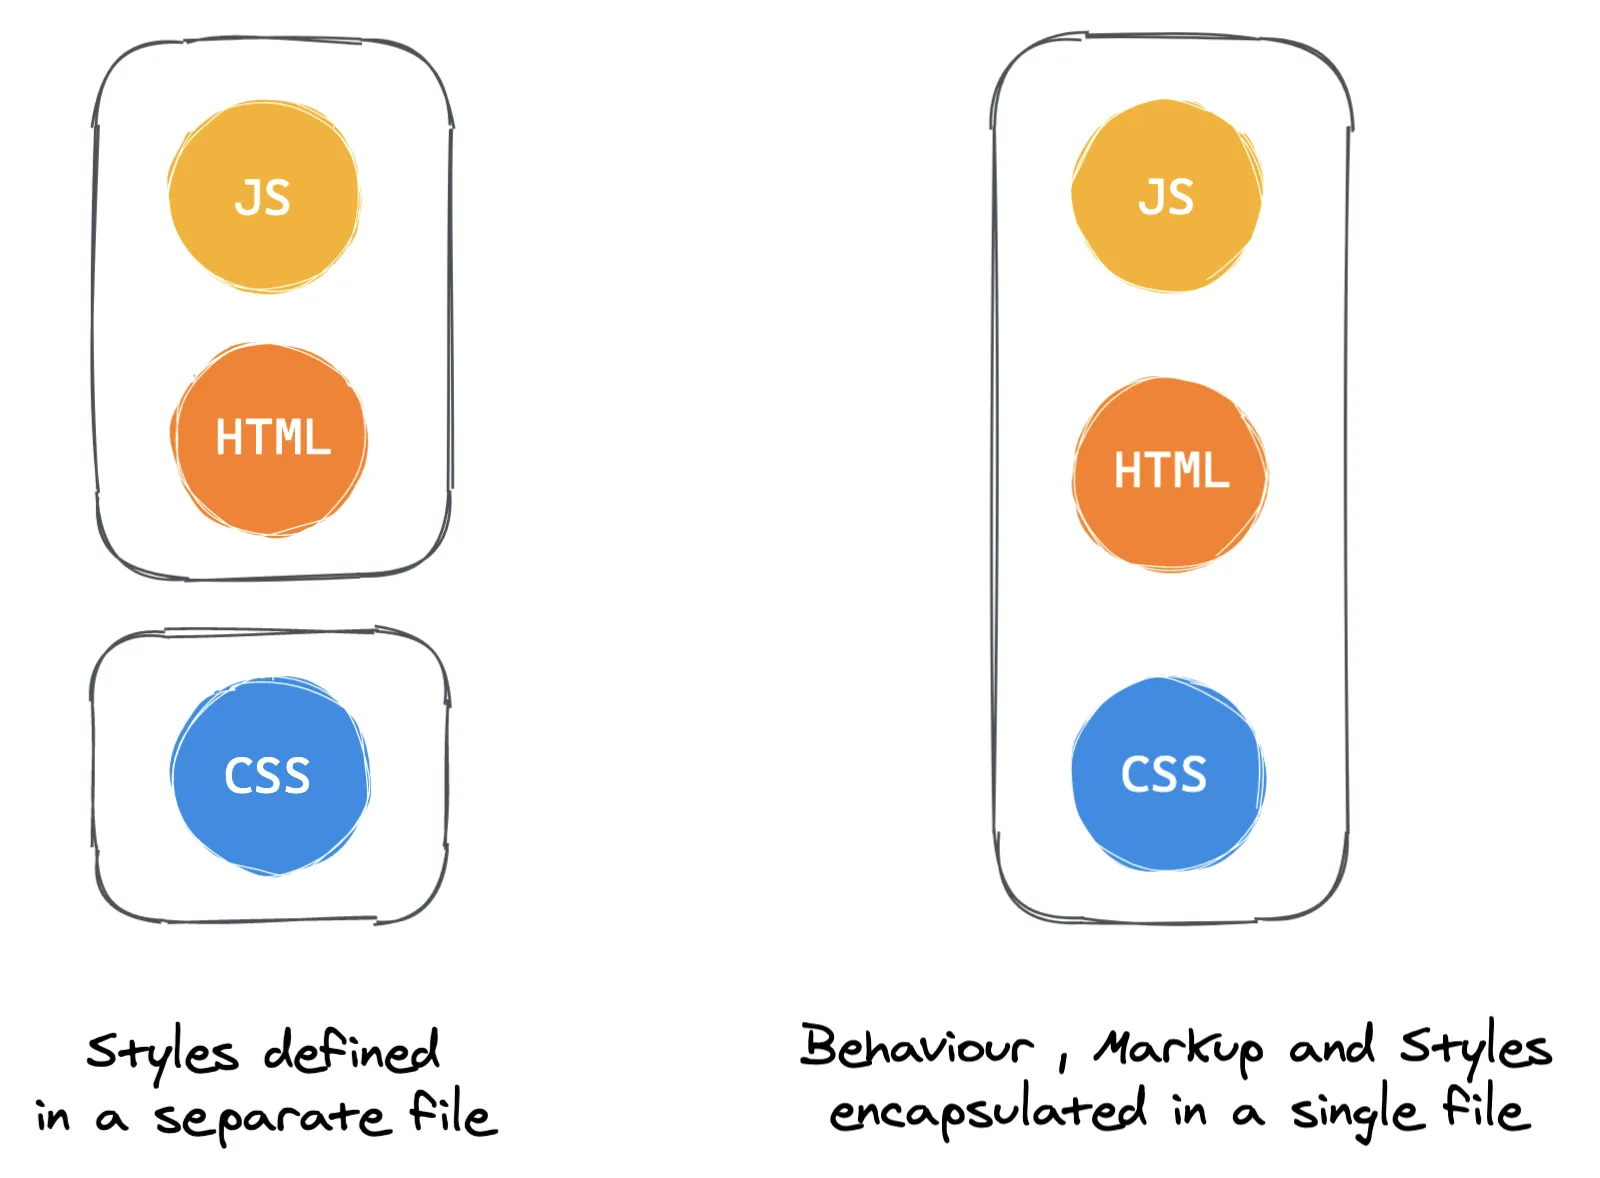 JS
HTML
CSS
Styles defined
in a separate file
JS
HTML
CSS
Behaviour , Markup and Styles
encapsulated in a single file